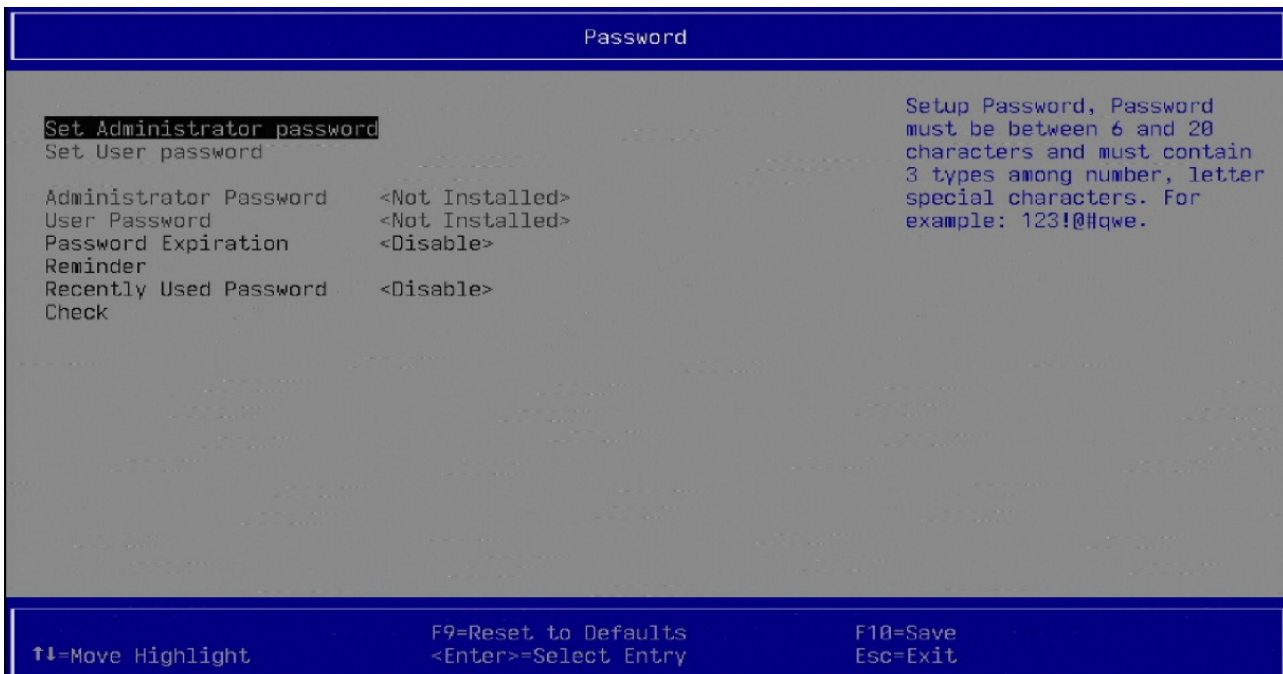 Password
Set Administrator password
Set User password
Administrator Password <Not Installed>
User Password <Not Installed>
Password Expiration <Disable>
Reminder
Recently Used Password <Disable>
Check
Setup Password, Password
must be between 6 and 20
characters and must contain
3 types among number, letter
special characters. For
example: 123!@#qwe.
F9=Reset to Defaults F10=Save
↑↓=Move Highlight <Enter>=Select Entry Esc=Exit